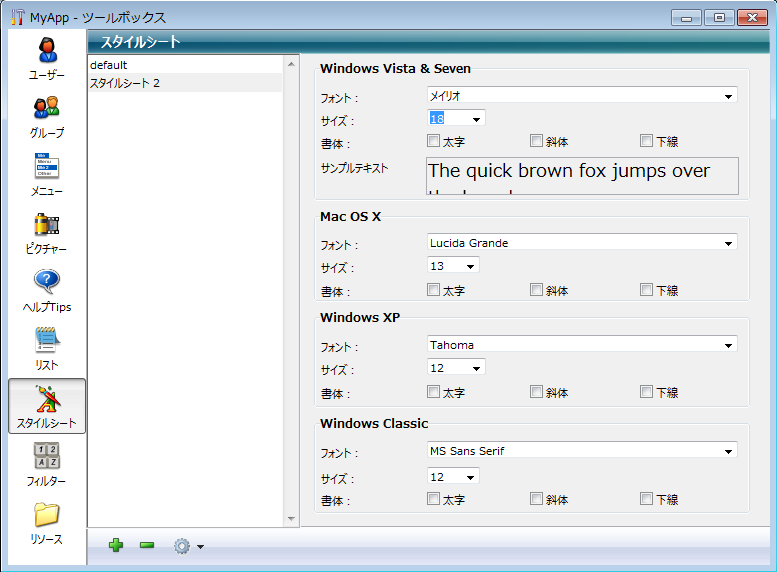 MyApp - ツールボックス
スタイルシート
ユーザー
グループ
メニュー
ピクチャー
ヘルプTips
リスト
スタイルシート
フィルター
リソース
default
スタイルシート 2
Windows Vista & Seven
フォント : メイリオ
サイズ : 18
書体 : 太字 斜体 下線
サンプルテキスト The quick brown fox jumps over
Mac OS X
フォント : Lucida Grande
サイズ : 13
書体 : 太字 斜体 下線
Windows XP
フォント : Tahoma
サイズ : 12
書体 : 太字 斜体 下線
Windows Classic
フォント : MS Sans Serif
サイズ : 12
書体 : 太字 斜体 下線